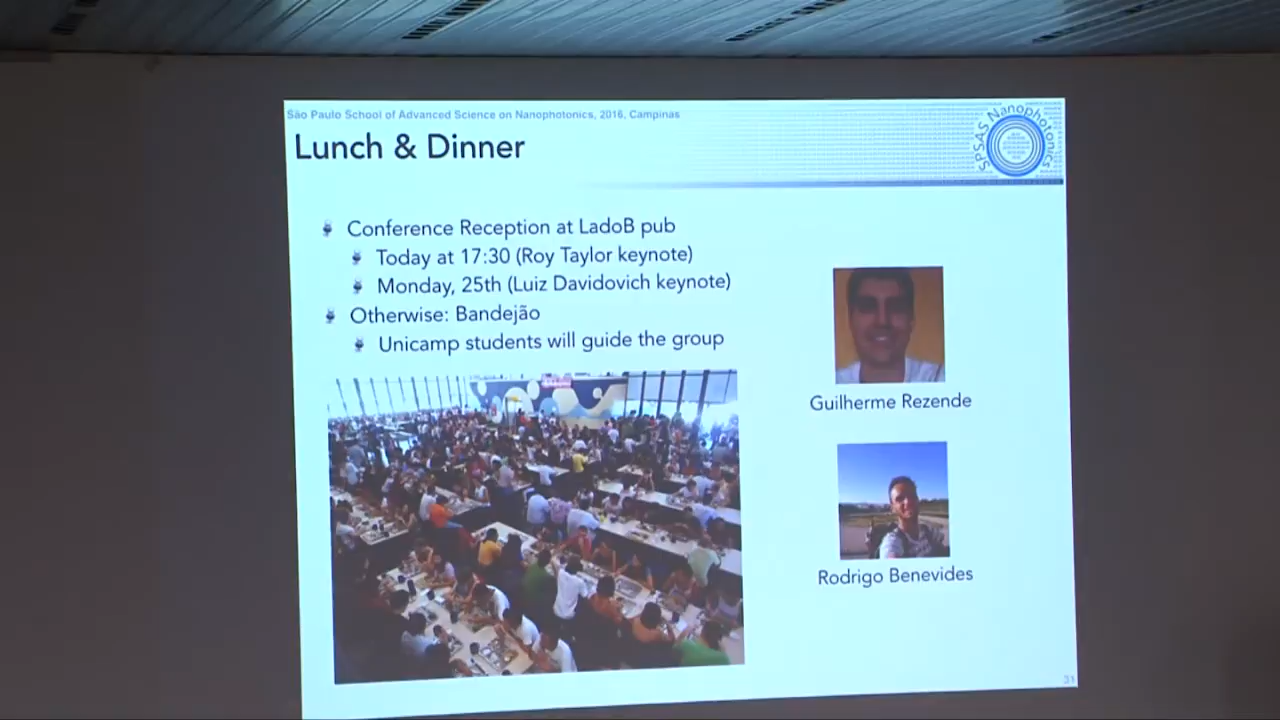 São Paulo School of Advanced Science on Nanophotonics, 2016, Campinas
Lunch & Dinner
SPSAS Nanophotonics
Conference Reception at LadoB pub
Today at 17:30 (Roy Taylor keynote)
Monday, 25th (Luiz Davidovich keynote)
Otherwise: Bandejão
Unicamp students will guide the group
Guilherme Rezende
Rodrigo Benevides
31